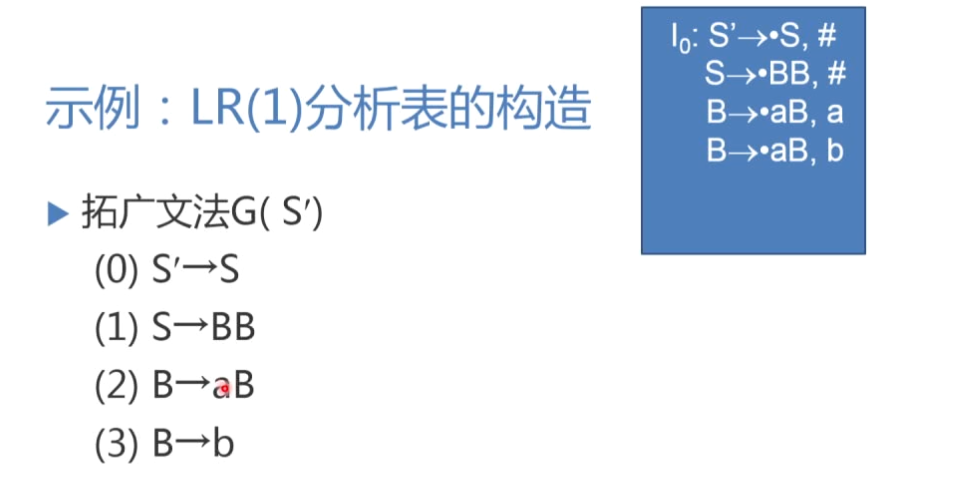 示例：LR(1)分析表的构造
▶ 拓广文法G( S′)
(0) S′→S
(1) S→BB
(2) B→aB
(3) B→b
I₀: S’→•S, #
S→•BB, #
B→•aB, a
B→•aB, b